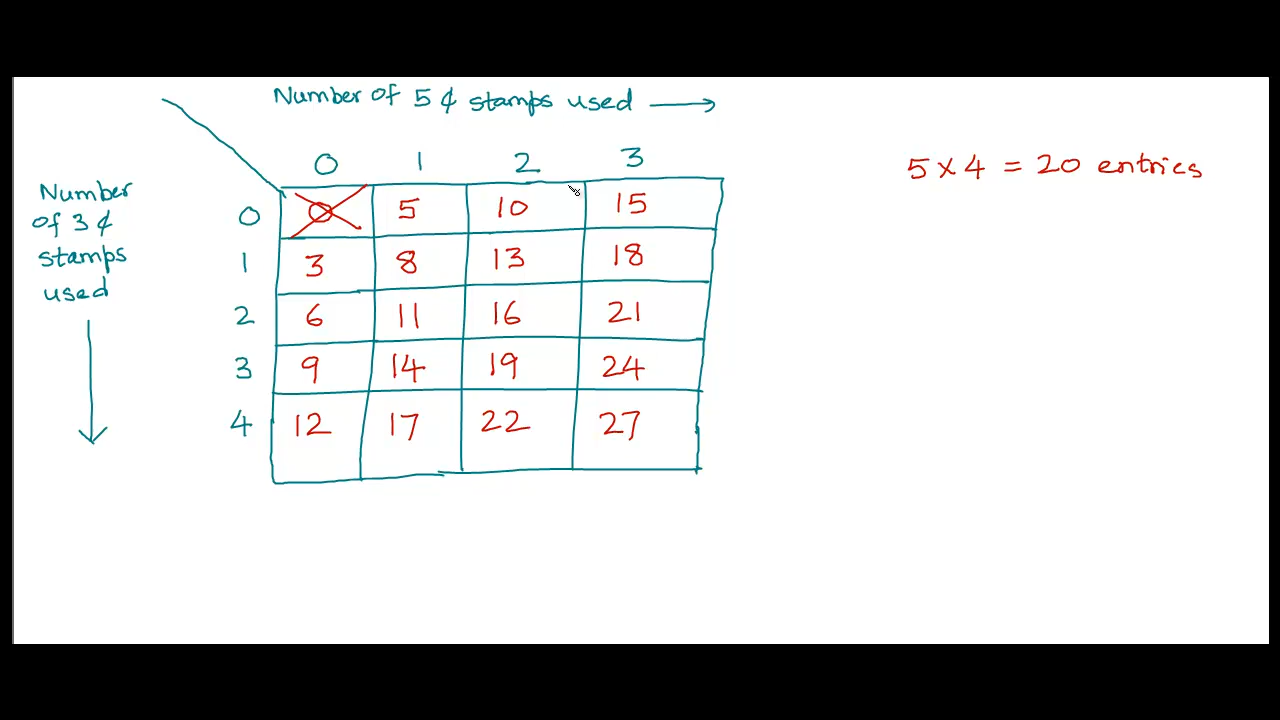 Number of 5 ¢ stamps used
5 × 4 = 20 entries
Number
of 3 ¢
stamps
used
0 1 2 3
0 0 5 10 15
1 3 8 13 18
2 6 11 16 21
3 9 14 19 24
4 12 17 22 27